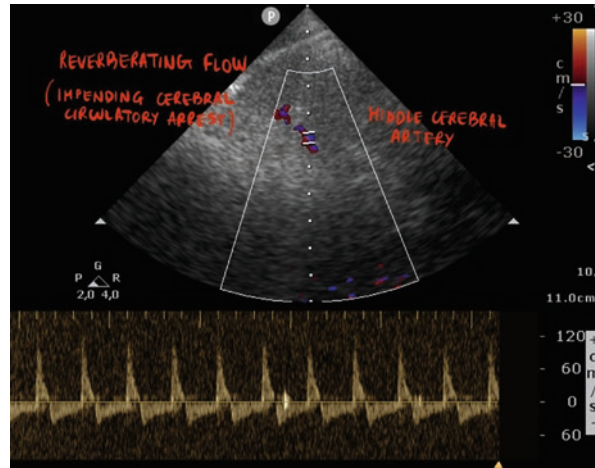 P
+30
c
m
/
s
-30
S
<
REVERBERATING FLOW
(IMPENDING CEREBRAL
CIRCULATORY ARREST)
MIDDLE CEREBRAL
ARTERY
G
P R
2,0 4,0
10,
11.0cm
120
60
0
60
+
c
m
/
s
-